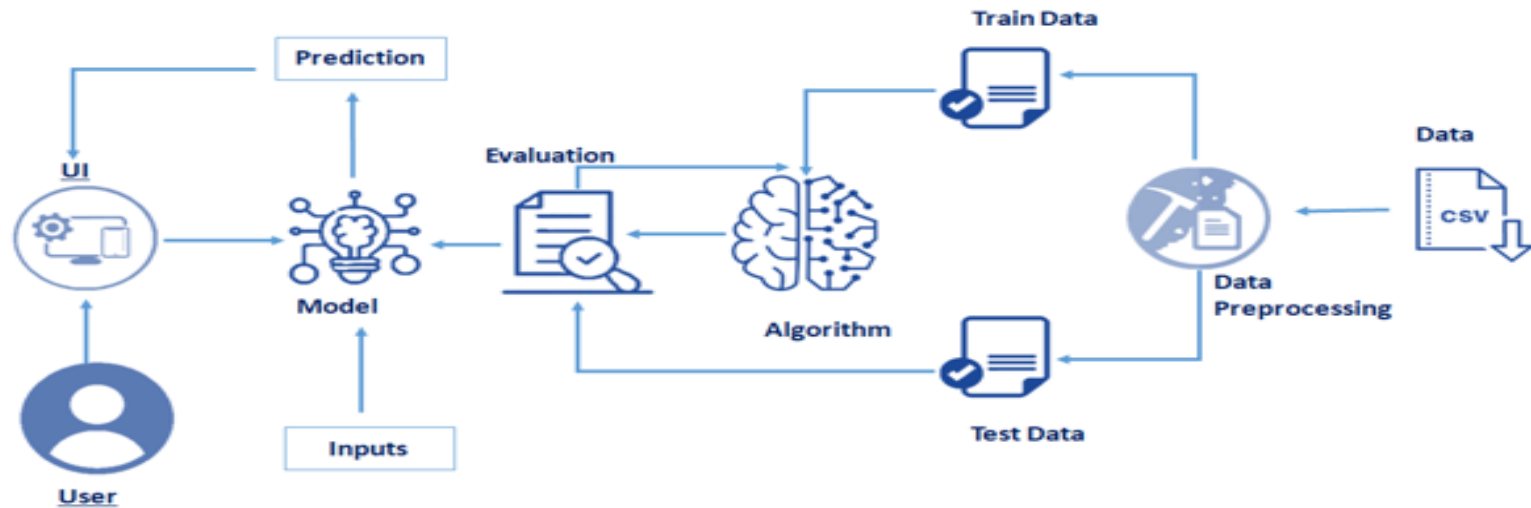 Train Data
Prediction
Data
Evaluation
UI
CSV
Data
Preprocessing
Model
Algorithm
Inputs
Test Data
User